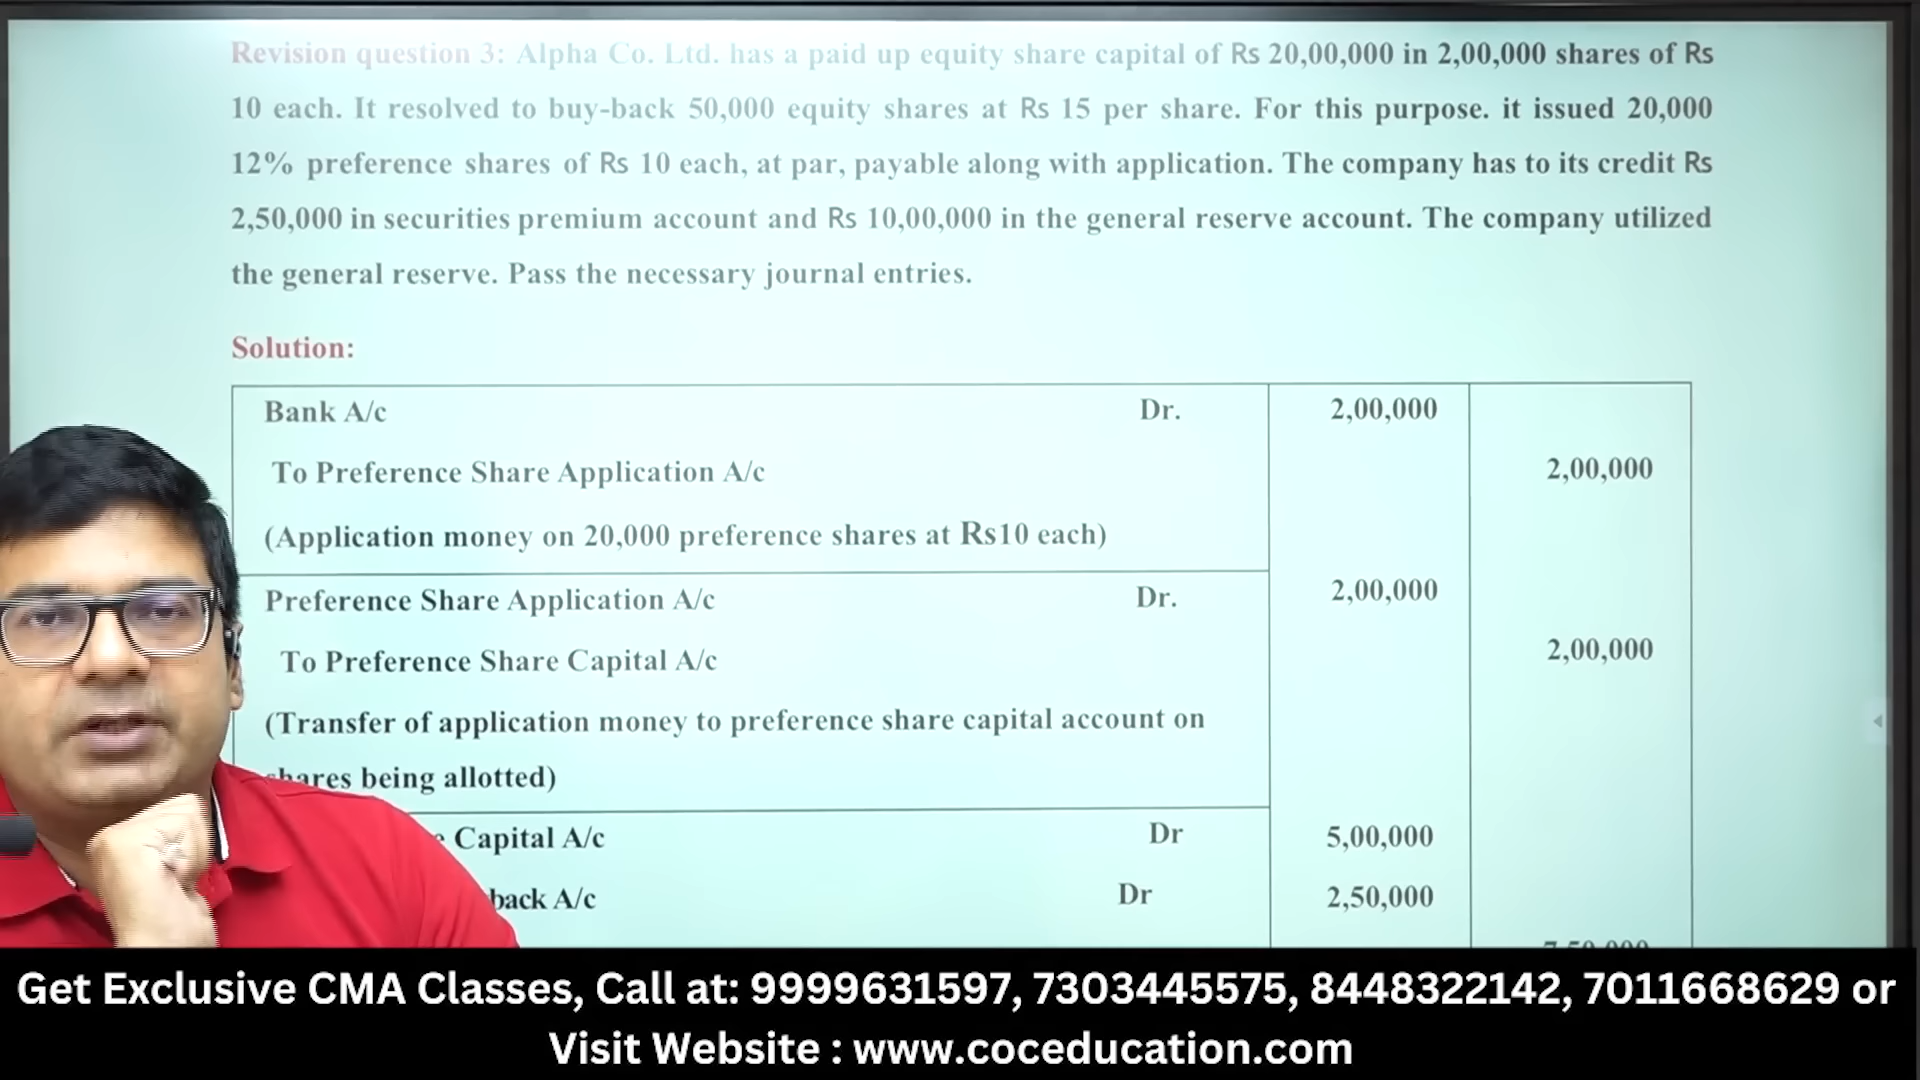 Revision question 3: Alpha Co. Ltd. has a paid up equity share capital of Rs 20,00,000 in 2,00,000 shares of Rs
10 each. It resolved to buy-back 50,000 equity shares at Rs 15 per share. For this purpose. it issued 20,000
12% preference shares of Rs 10 each, at par, payable along with application. The company has to its credit Rs
2,50,000 in securities premium account and Rs 10,00,000 in the general reserve account. The company utilized
the general reserve. Pass the necessary journal entries.
Solution:
Bank A/c Dr. 2,00,000
To Preference Share Application A/c 2,00,000
(Application money on 20,000 preference shares at Rs10 each)
Preference Share Application A/c Dr. 2,00,000
To Preference Share Capital A/c 2,00,000
(Transfer of application money to preference share capital account on
shares being allotted)
Capital A/c Dr 5,00,000
back A/c Dr 2,50,000
Get Exclusive CMA Classes, Call at: 9999631597, 7303445575, 8448322142, 7011668629 or
Visit Website : www.coceducation.com